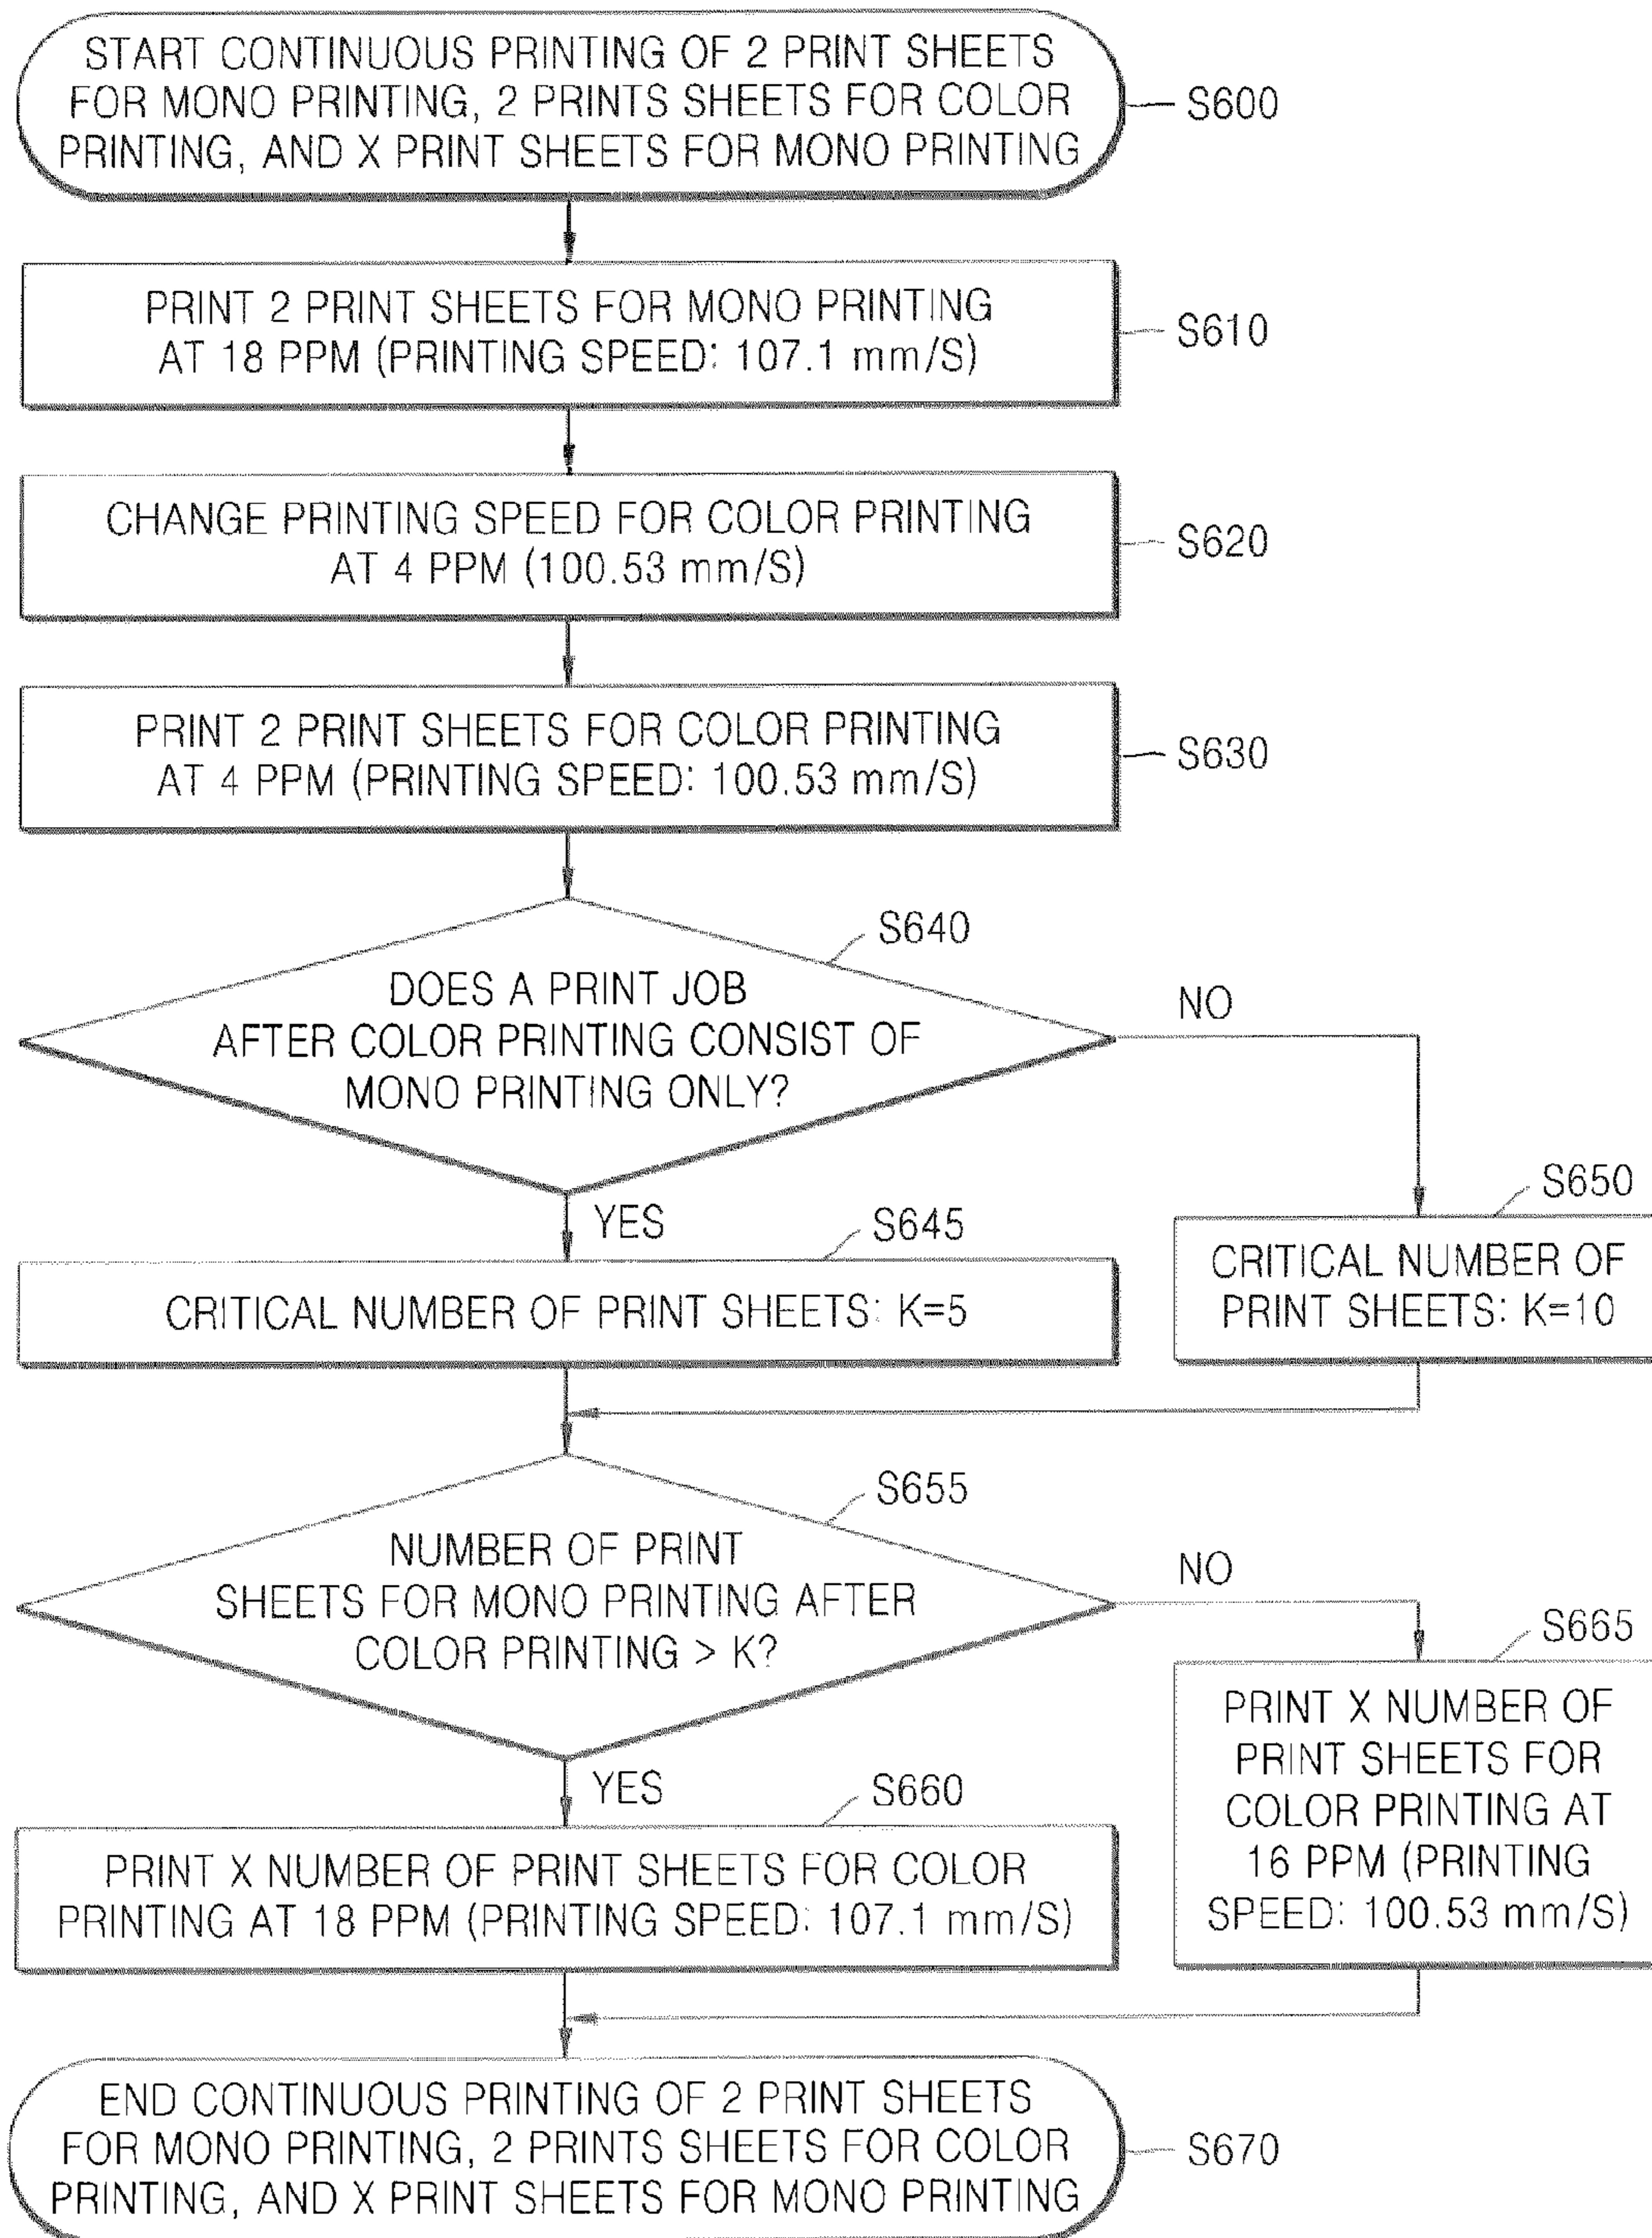 START CONTINUOUS PRINTING OF 2 PRINT SHEETS
FOR MONO PRINTING, 2 PRINTS SHEETS FOR COLOR
PRINTING, AND X PRINT SHEETS FOR MONO PRINTING
S600
PRINT 2 PRINT SHEETS FOR MONO PRINTING
AT 18 PPM (PRINTING SPEED: 107.1 mm/S)
S610
CHANGE PRINTING SPEED FOR COLOR PRINTING
AT 4 PPM (100.53 mm/S)
S620
PRINT 2 PRINT SHEETS FOR COLOR PRINTING
AT 4 PPM (PRINTING SPEED: 100.53 mm/S)
S630
S640
DOES A PRINT JOB
AFTER COLOR PRINTING CONSIST OF
MONO PRINTING ONLY?
NO
YES
S645
CRITICAL NUMBER OF PRINT SHEETS: K=5
S650
CRITICAL NUMBER OF
PRINT SHEETS: K=10
S655
NUMBER OF PRINT
SHEETS FOR MONO PRINTING AFTER
COLOR PRINTING > K?
NO
YES
S660
PRINT X NUMBER OF PRINT SHEETS FOR COLOR
PRINTING AT 18 PPM (PRINTING SPEED: 107.1 mm/S)
S665
PRINT X NUMBER OF
PRINT SHEETS FOR
COLOR PRINTING AT
16 PPM (PRINTING
SPEED: 100.53 mm/S)
END CONTINUOUS PRINTING OF 2 PRINT SHEETS
FOR MONO PRINTING, 2 PRINTS SHEETS FOR COLOR
PRINTING, AND X PRINT SHEETS FOR MONO PRINTING
S670